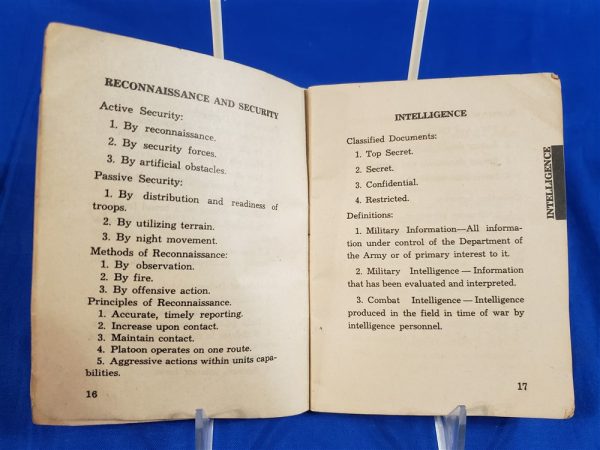 RECONNAISSANCE AND SECURITY
Active Security:
1. By reconnaissance.
2. By security forces.
3. By artificial obstacles.
Passive Security:
1. By distribution and readiness of
troops.
2. By utilizing terrain.
3. By night movement.
Methods of Reconnaissance:
1. By observation.
2. By fire.
3. By offensive action.
Principles of Reconnaissance.
1. Accurate, timely reporting.
2. Increase upon contact.
3. Maintain contact.
4. Platoon operates on one route.
5. Aggressive actions within units capa-
bilities.
16
INTELLIGENCE
Classified Documents:
1. Top Secret.
2. Secret.
3. Confidential.
4. Restricted.
Definitions:
1. Military Information—All informa-
tion under control of the Department of
the Army or of primary interest to it.
2. Military Intelligence — Information
that has been evaluated and interpreted.
3. Combat Intelligence — Intelligence
produced in the field in time of war by
intelligence personnel.
17
INTELLIGENCE